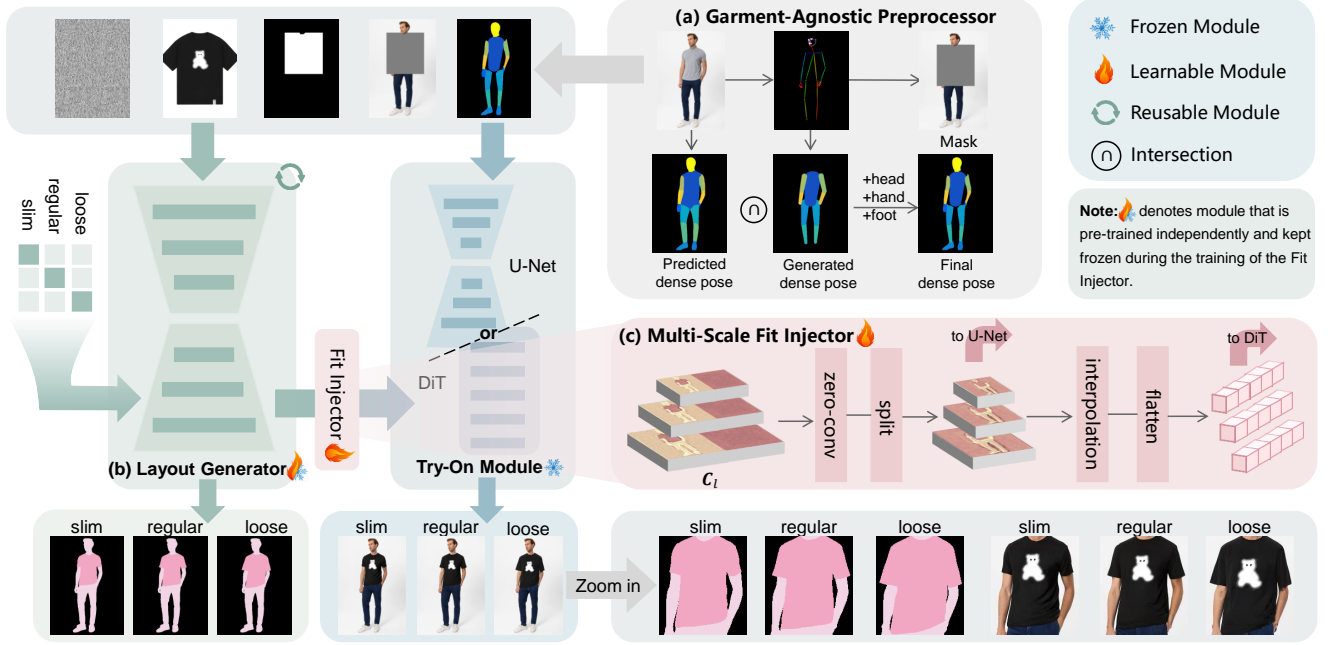 (a) Garment-Agnostic Preprocessor
Mask
+head
+hand
+foot
∩
Predicted
dense pose
Generated
dense pose
Final
dense pose
Frozen Module
Learnable Module
Reusable Module
∩ Intersection
Note: denotes module that is
pre-trained independently and kept
frozen during the training of the Fit
Injector.
slim
regular
loose
U-Net
or
DiT
Fit Injector
(b) Layout Generator
Try-On Module
(c) Multi-Scale Fit Injector
C_l
zero-conv
split
to U-Net
interpolation
flatten
to DiT
slim regular loose
slim regular loose
Zoom in
slim regular loose slim regular loose